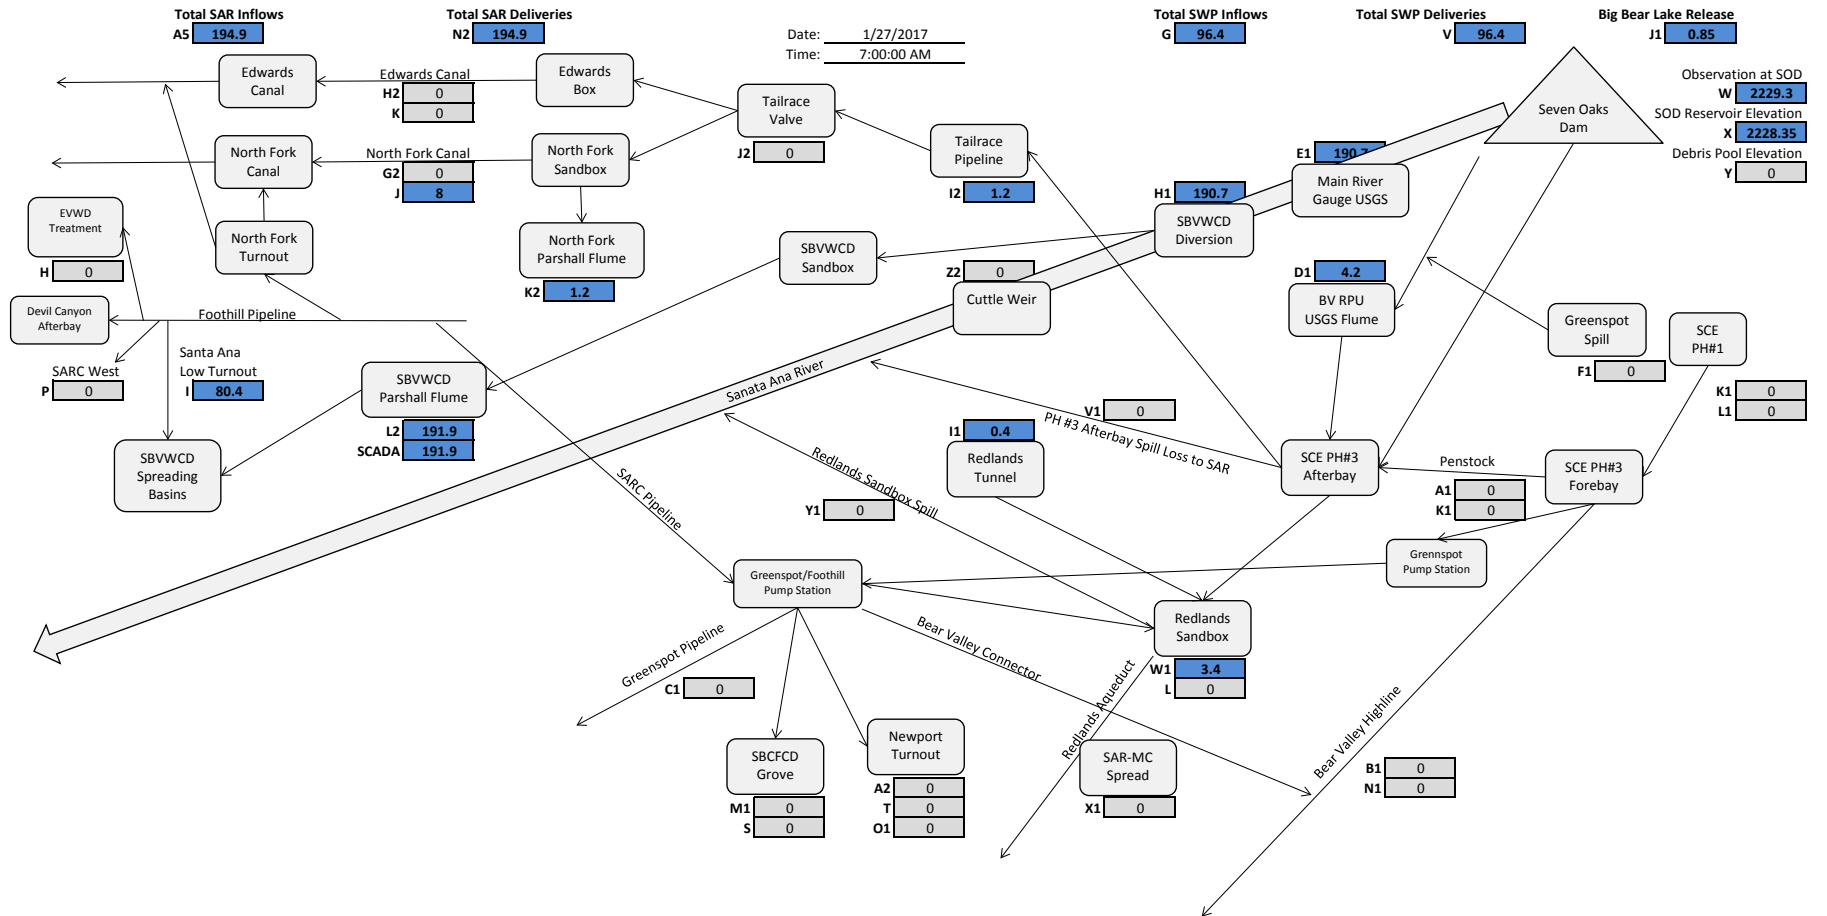 Total SAR Inflows
A5 194.9
Total SAR Deliveries
N2 194.9
Date: 1/27/2017
Time: 7:00:00 AM
Total SWP Inflows
G 96.4
Total SWP Deliveries
V 96.4
Big Bear Lake Release
J1 0.85
Edwards
Canal
Edwards Canal
H2 0
K 0
Edwards
Box
Tailrace
Valve
J2 0
Tailrace
Pipeline
I2 1.2
Seven Oaks
Dam
Observation at SOD
W 2229.3
SOD Reservoir Elevation
X 2228.35
Debris Pool Elevation
Y 0
North Fork
Canal
North Fork Canal
G2 0
J 8
North Fork
Sandbox
E1 190.7
Main River
Gauge USGS
H1 190.7
SBVWCD
Diversion
EVWD
Treatment
H 0
North Fork
Turnout
North Fork
Parshall Flume
K2 1.2
SBVWCD
Sandbox
Z2 0
Cuttle Weir
D1 4.2
BV RPU
USGS Flume
Greenspot
Spill
F1 0
SCE
PH#1
K1 0
L1 0
Devil Canyon
Afterbay
Foothill Pipeline
SARC West
P 0
Santa Ana
Low Turnout
I 80.4
SBVWCD
Parshall Flume
L2 191.9
SCADA 191.9
Sanata Ana River
V1 0
PH #3 Afterbay Spill Loss to SAR
I1 0.4
Redlands
Tunnel
SCE PH#3
Afterbay
Penstock
A1 0
K1 0
SCE PH#3
Forebay
SBVWCD
Spreading
Basins
SARC Pipeline
Redlands Sandbox Spill
Y1 0
Grennspot
Pump Station
Greenspot/Foothill
Pump Station
Redlands
Sandbox
W1 3.4
L 0
Greenspot Pipeline
C1 0
Bear Valley Connector
Redlands Aqueduct
Bear Valley Highline
SBCFCD
Grove
M1 0
S 0
Newport
Turnout
A2 0
T 0
O1 0
SAR-MC
Spread
X1 0
B1 0
N1 0